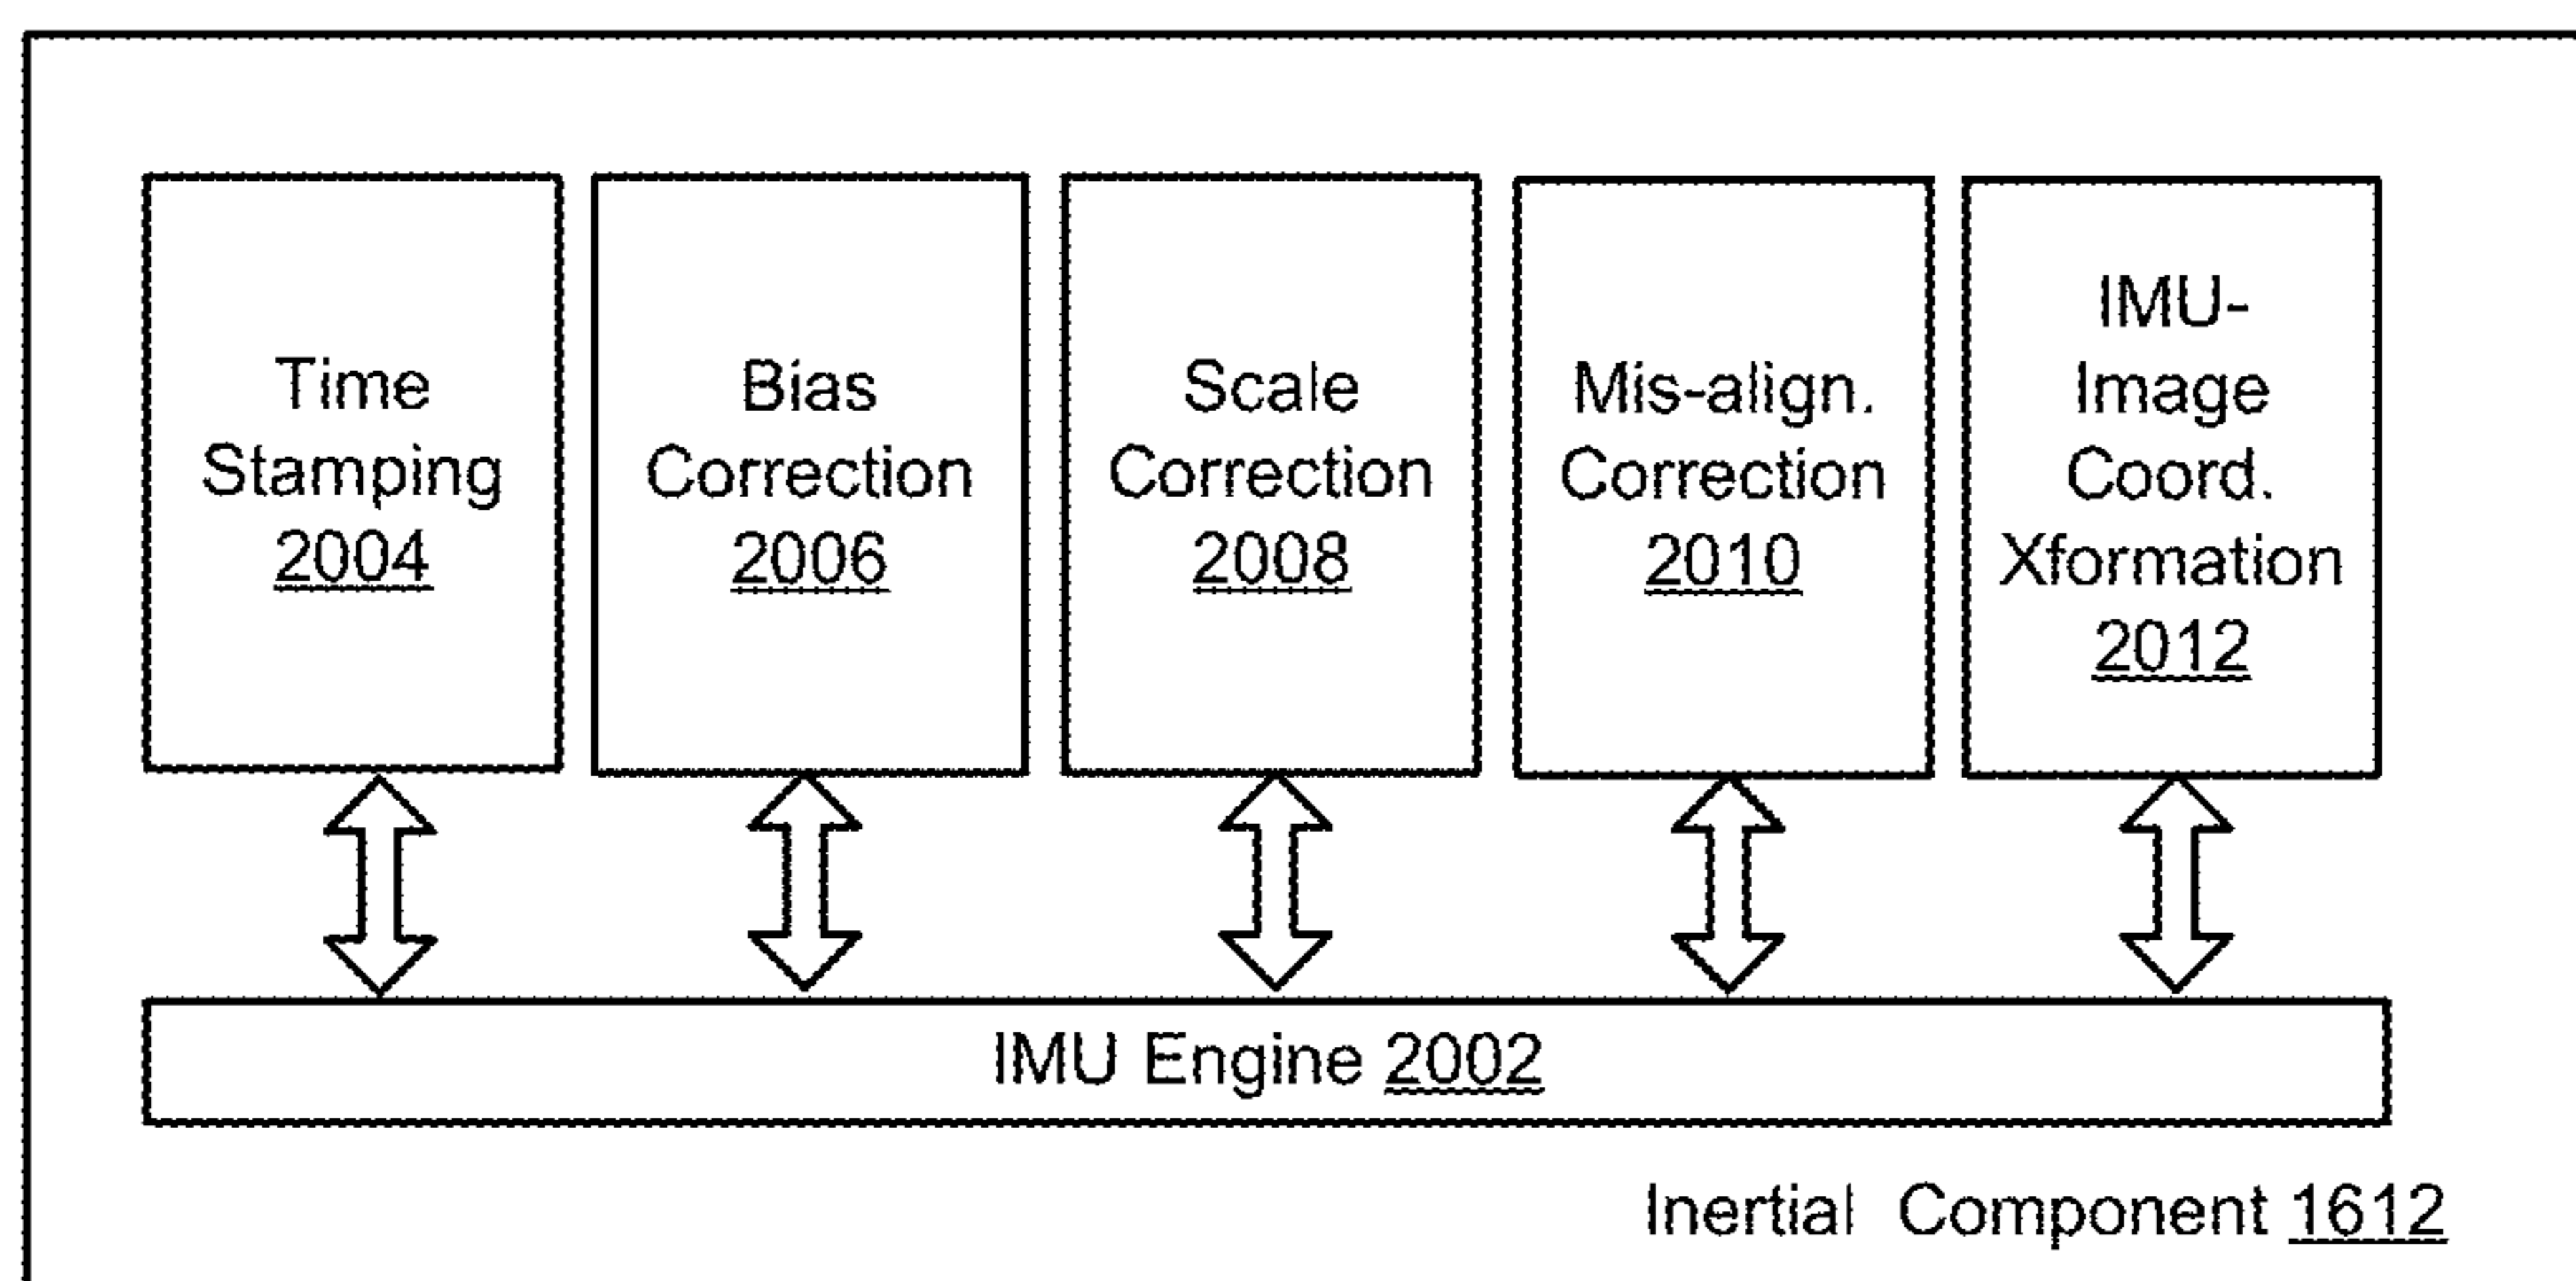 Time
Stamping
2004
Bias
Correction
2006
Scale
Correction
2008
Mis-align.
Correction
2010
IMU-
Image
Coord.
Xformation
2012
IMU Engine 2002
Inertial Component 1612